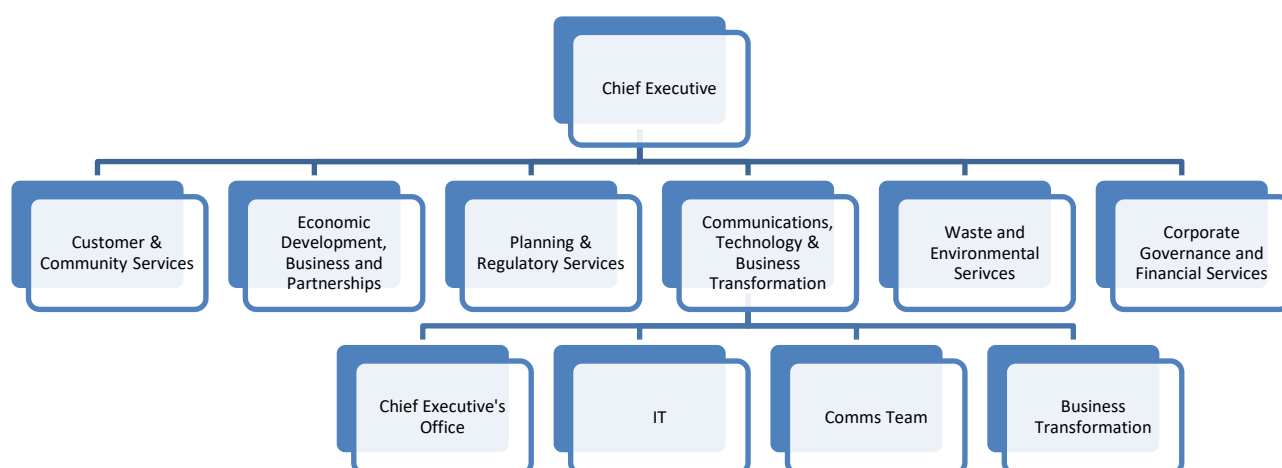 Chief Executive
Customer &
Community Services
Economic
Development,
Business and
Partnerships
Planning &
Regulatory Services
Communications,
Technology &
Business
Transformation
Waste and
Environmental
Serivces
Corporate
Governance and
Financial Services
Chief Executive's
Office
IT
Comms Team
Business
Transformation